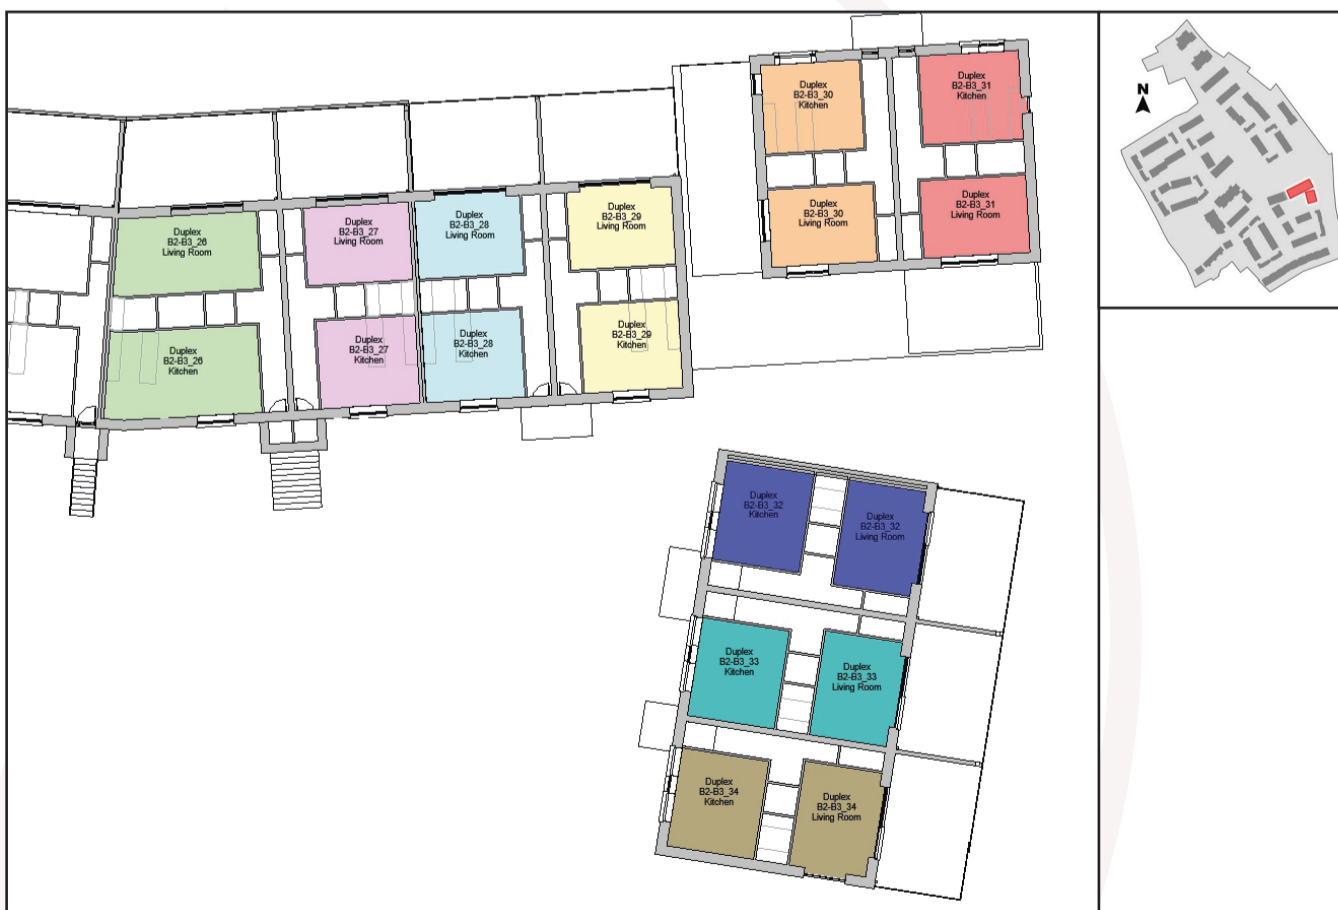 Duplex
B2-B3_30
Kitchen
Duplex
B2-B3_31
Kitchen
N
Duplex
B2-B3_26
Living Room
Duplex
B2-B3_27
Living Room
Duplex
B2-B3_28
Living Room
Duplex
B2-B3_29
Living Room
Duplex
B2-B3_30
Living Room
Duplex
B2-B3_31
Living Room
Duplex
B2-B3_26
Kitchen
Duplex
B2-B3_27
Kitchen
Duplex
B2-B3_28
Kitchen
Duplex
B2-B3_29
Kitchen
Duplex
B2-B3_32
Kitchen
Duplex
B2-B3_32
Living Room
Duplex
B2-B3_33
Kitchen
Duplex
B2-B3_33
Living Room
Duplex
B2-B3_34
Kitchen
Duplex
B2-B3_34
Living Room